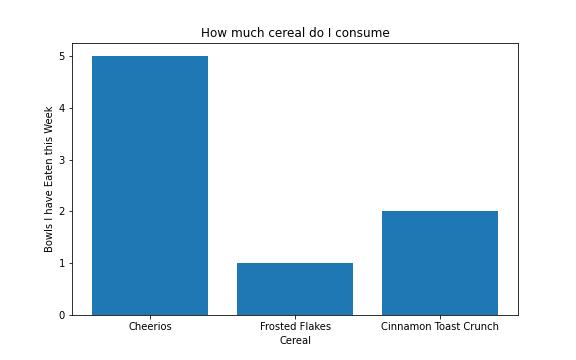 How much cereal do I consume
Bowls I have Eaten this Week
5
4
3
2
1
0
Cheerios
Frosted Flakes
Cinnamon Toast Crunch
Cereal